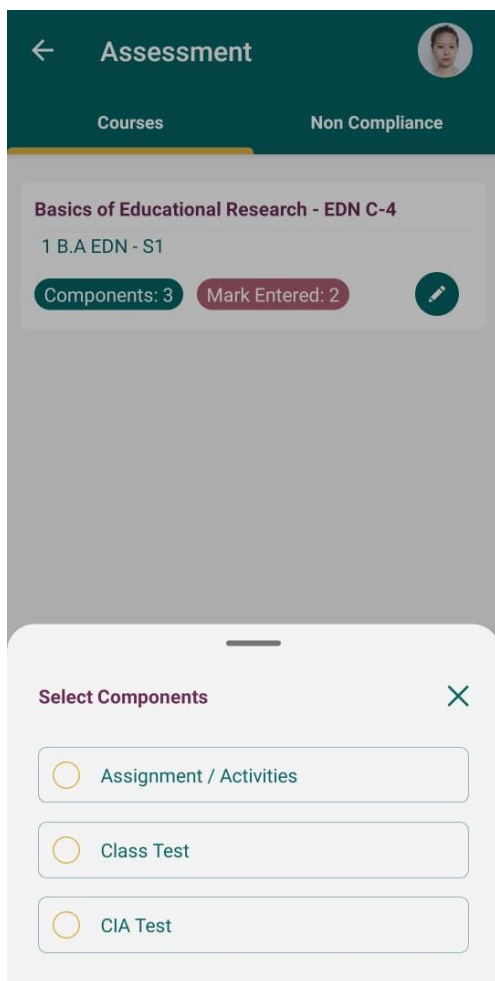 Assessment
Courses Non Compliance
Basics of Educational Research - EDN C-4
1 B.A EDN - S1
Components: 3 Mark Entered: 2
Select Components
Assignment / Activities
Class Test
CIA Test